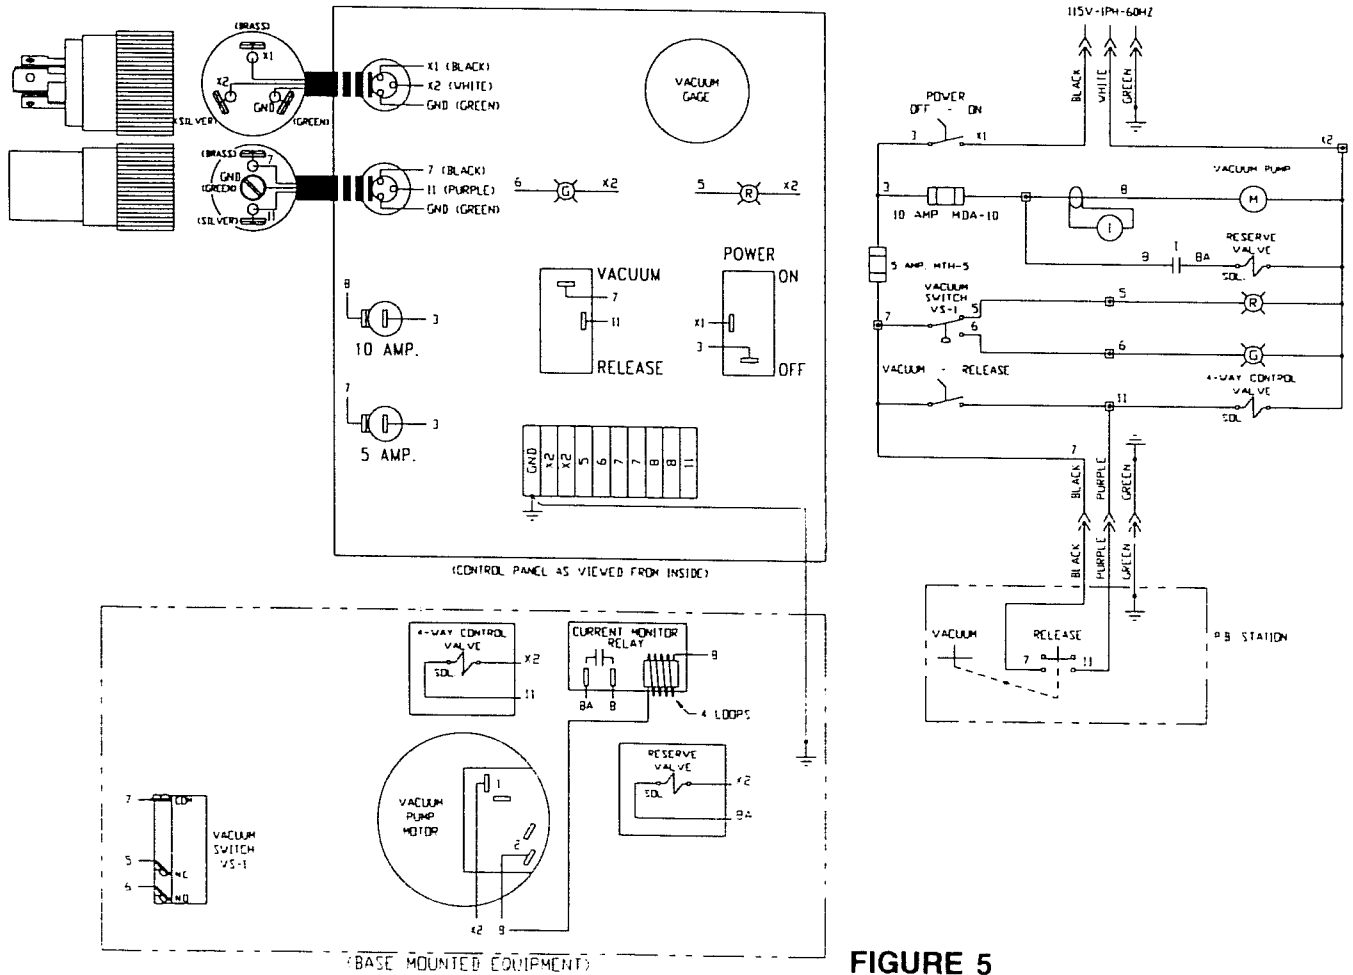 (BRASS)
X1
X2
GND
(SILVER)
(GREEN)
X1 (BLACK)
X2 (WHITE)
GND (GREEN)
(BRASS)
7
GND
(GREEN)
(SILVER)
11
7 (BLACK)
11 (PURPLE)
GND (GREEN)
VACUUM
GAGE
6
G
X2
5
R
X2
VACUUM
7
11
RELEASE
POWER
ON
X1
3
OFF
8
3
10 AMP.
7
3
5 AMP.
GND
X2
X2
5
6
7
7
8
8
11
(CONTROL PANEL AS VIEWED FROM INSIDE)
4-WAY CONTROL
VALVE
SOL.
X2
11
CURRENT MONITOR
RELAY
8A
8
8
4 LOOPS
RESERVE
VALVE
SOL.
X2
8A
VACUUM
PUMP
MOTOR
1
2
X2
8
7
COM
5
NC
6
NO
VACUUM
SWITCH
VS-1
(BASE MOUNTED EQUIPMENT)
115V-1PH-60HZ
BLACK
WHITE
GREEN
POWER
OFF - ON
3
X1
X2
VACUUM PUMP
3
8
M
10 AMP MDA-10
I
RESERVE
VALVE
8
I
8A
SOL.
5 AMP. MTH-5
VACUUM
SWITCH
VS-1
5
5
R
7
6
6
G
VACUUM - RELEASE
4-WAY CONTROL
VALVE
11
SOL.
7
BLACK
PURPLE
GREEN
BLACK
PURPLE
GREEN
VACUUM
RELEASE
7
11
P.B STATION
FIGURE 5